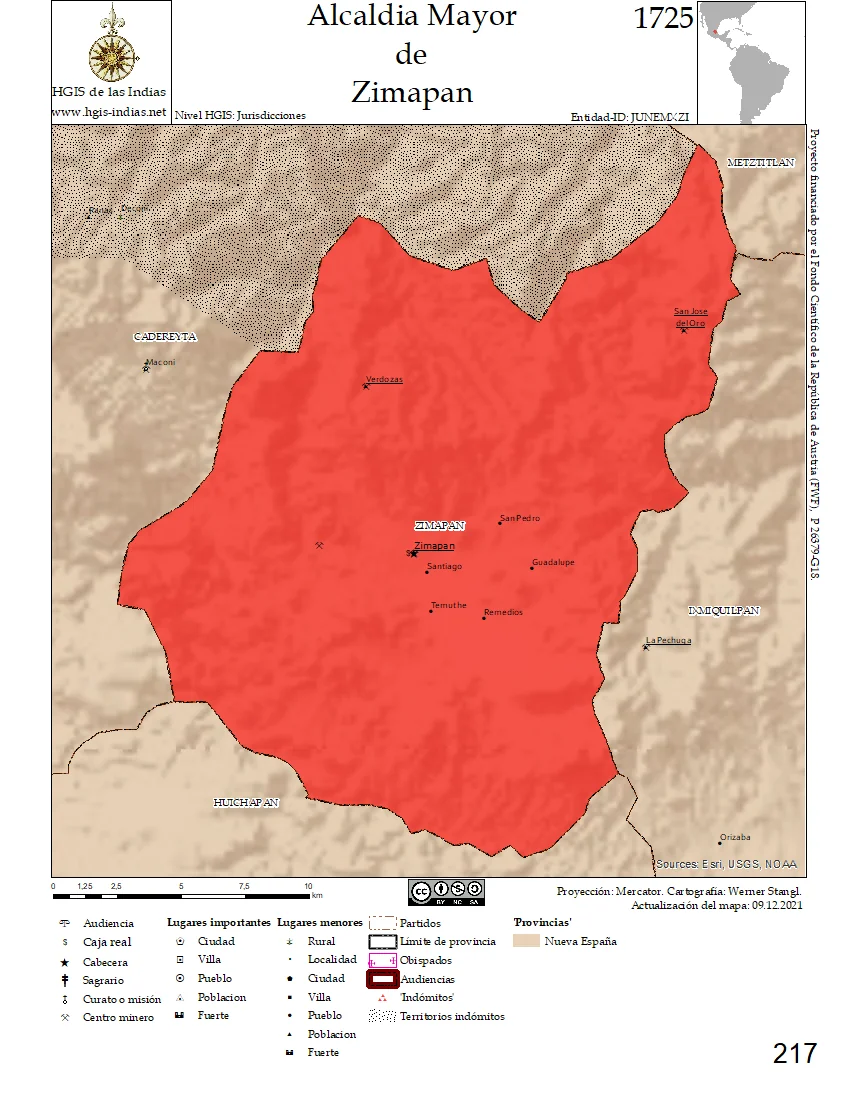 Alcaldia Mayor
de
Zimapan
1725
HGIS de las Indias
www.hgis-indias.net
Nivel HGIS: Jurisdicciones
Entidad-ID: JUNEMXZI
METZTITLAN
San Jose
del Oro
CADEREYTA
Maconi
Verdozas
San Pedro
ZIMAPAN
Zimapan
Santiago
Guadalupe
Temuthe
Remedios
IXMIQUILPAN
La Pechuga
HUICHAPAN
Orizaba
Sources: Esri, USGS, NOAA
Proyecto financiado por el Fondo Científico de la República de Austria (FWF), P 26379-G18.
0 1,25 2,5 5 7,5 10
km
CC BY NC SA
Proyección: Mercator. Cartografía: Werner Stangl.
Actualización del mapa: 09.12.2021
Audiencia
Caja real
Cabecera
Sagrario
Curato o misión
Centro minero
Lugares importantes
Ciudad
Villa
Pueblo
Poblacion
Fuerte
Lugares menores
Rural
Localidad
Ciudad
Villa
Pueblo
Poblacion
Fuerte
Partidos
Límite de provincia
Obispados
Audiencias
'Indómitos'
Territorios indómitos
'Provincias'
Nueva España
217